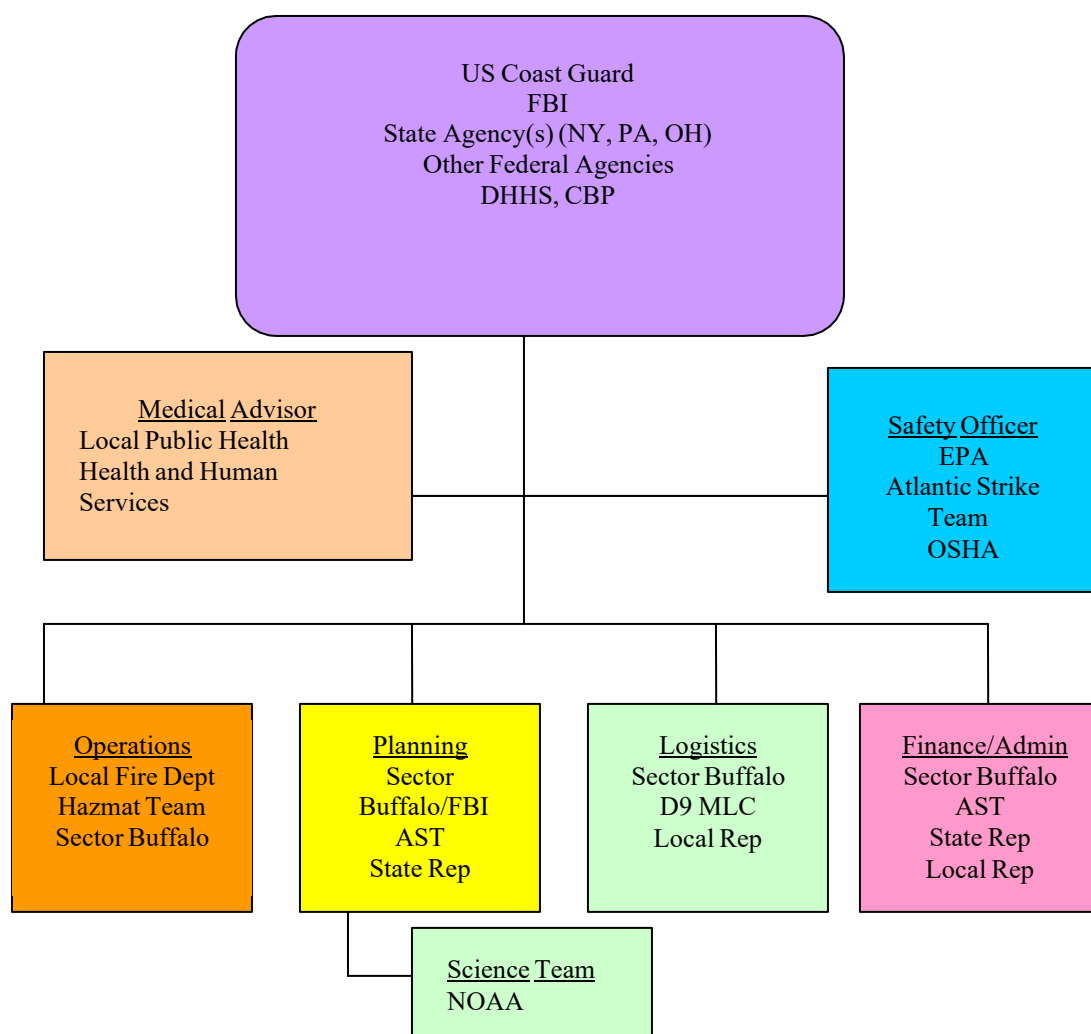 US Coast Guard
FBI
State Agency(s) (NY, PA, OH)
Other Federal Agencies
DHHS, CBP
Medical Advisor
Local Public Health
Health and Human
Services
Safety Officer
EPA
Atlantic Strike
Team
OSHA
Operations
Local Fire Dept
Hazmat Team
Sector Buffalo
Planning
Sector
Buffalo/FBI
AST
State Rep
Logistics
Sector Buffalo
D9 MLC
Local Rep
Finance/Admin
Sector Buffalo
AST
State Rep
Local Rep
Science Team
NOAA